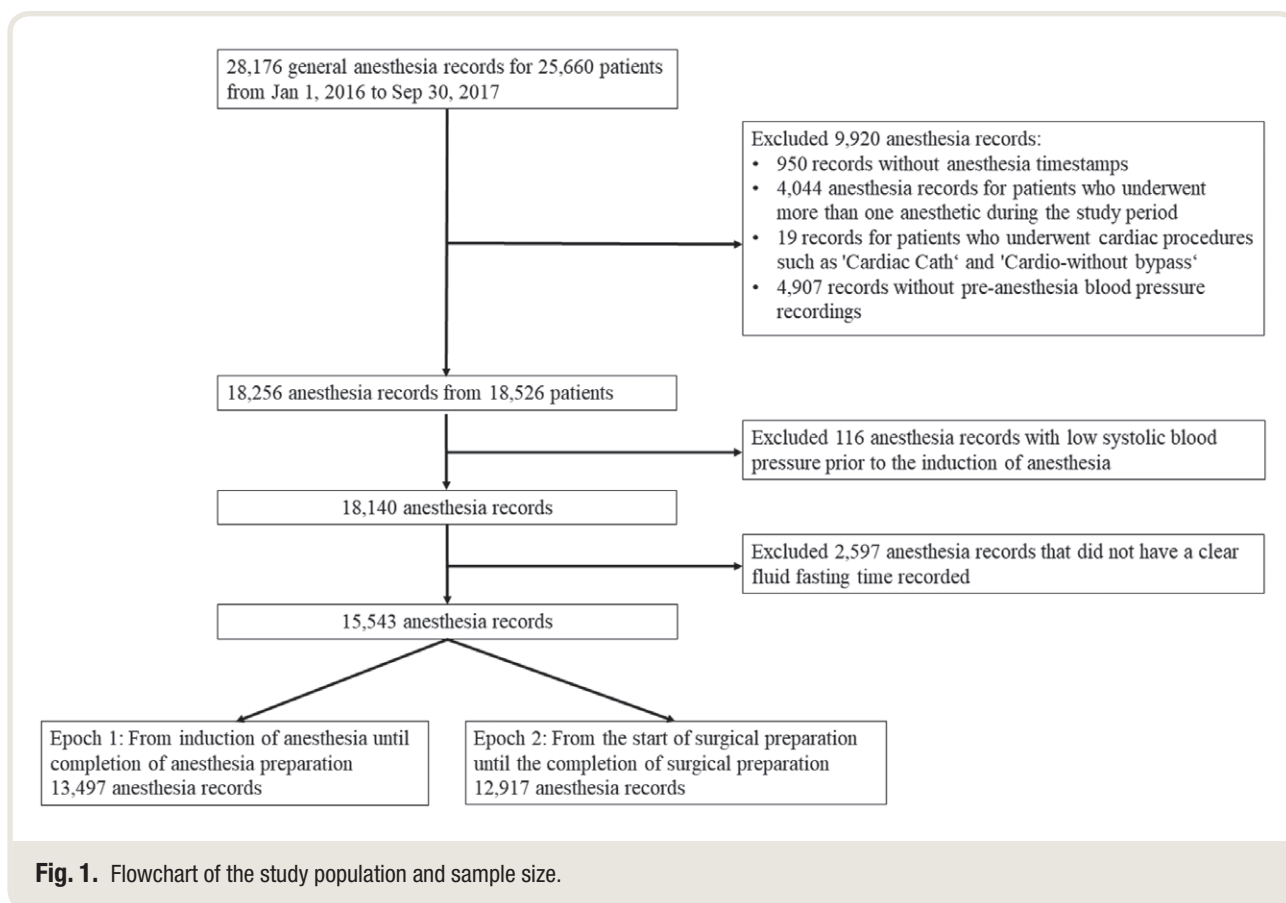 28,176 general anesthesia records for 25,660 patients
from Jan 1, 2016 to Sep 30, 2017
Excluded 9,920 anesthesia records:
• 950 records without anesthesia timestamps
• 4,044 anesthesia records for patients who underwent
more than one anesthetic during the study period
• 19 records for patients who underwent cardiac procedures
such as 'Cardiac Cath‘ and 'Cardio-without bypass‘
• 4,907 records without pre-anesthesia blood pressure
recordings
18,256 anesthesia records from 18,526 patients
Excluded 116 anesthesia records with low systolic blood
pressure prior to the induction of anesthesia
18,140 anesthesia records
Excluded 2,597 anesthesia records that did not have a clear
fluid fasting time recorded
15,543 anesthesia records
Epoch 1: From induction of anesthesia until
completion of anesthesia preparation
13,497 anesthesia records
Epoch 2: From the start of surgical preparation
until the completion of surgical preparation
12,917 anesthesia records
Fig. 1. Flowchart of the study population and sample size.